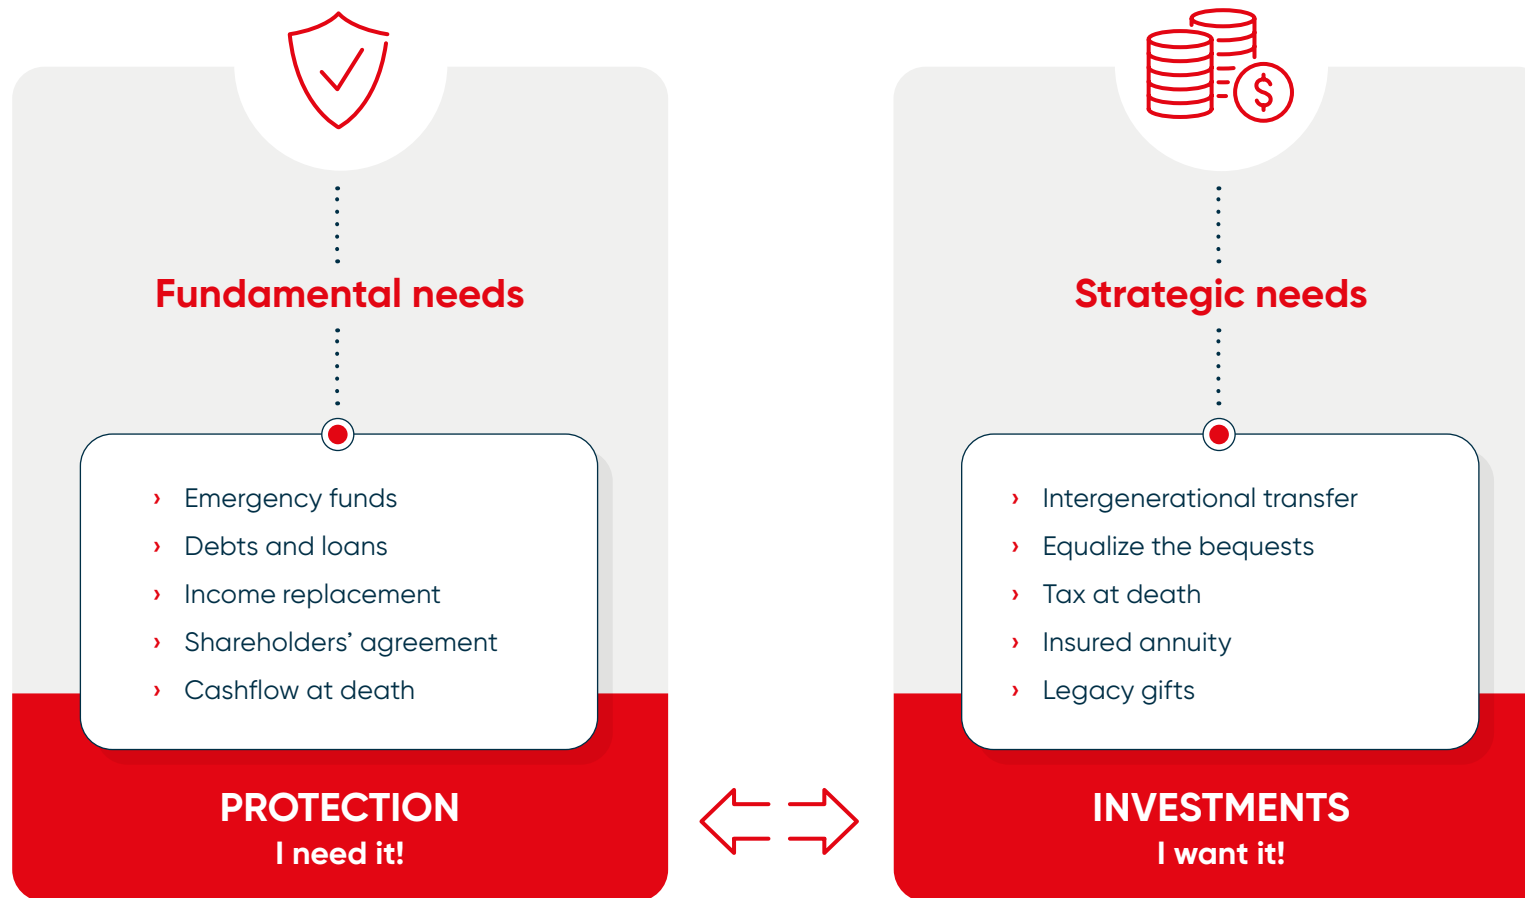 Fundamental needs
› Emergency funds
› Debts and loans
› Income replacement
› Shareholders’ agreement
› Cashflow at death
PROTECTION
I need it!
$
Strategic needs
› Intergenerational transfer
› Equalize the bequests
› Tax at death
› Insured annuity
› Legacy gifts
INVESTMENTS
I want it!